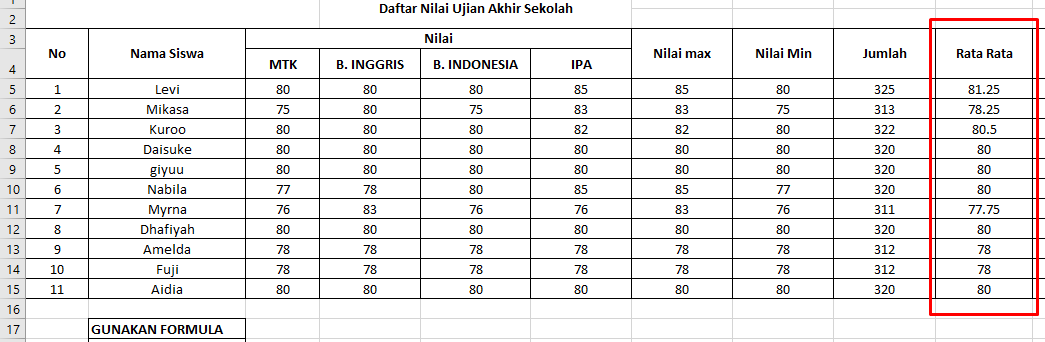 1
Daftar Nilai Ujian Akhir Sekolah
2
3 No Nama Siswa Nilai Nilai max Nilai Min Jumlah Rata Rata
4 MTK B. INGGRIS B. INDONESIA IPA
5 1 Levi 80 80 80 85 85 80 325 81.25
6 2 Mikasa 75 80 75 83 83 75 313 78.25
7 3 Kuroo 80 80 80 82 82 80 322 80.5
8 4 Daisuke 80 80 80 80 80 80 320 80
9 5 giyuu 80 80 80 80 80 80 320 80
10 6 Nabila 77 78 80 85 85 77 320 80
11 7 Myrna 76 83 76 76 83 76 311 77.75
12 8 Dhafiyah 80 80 80 80 80 80 320 80
13 9 Amelda 78 78 78 78 78 78 312 78
14 10 Fuji 78 78 78 78 78 78 312 78
15 11 Aidia 80 80 80 80 80 80 320 80
16
17 GUNAKAN FORMULA